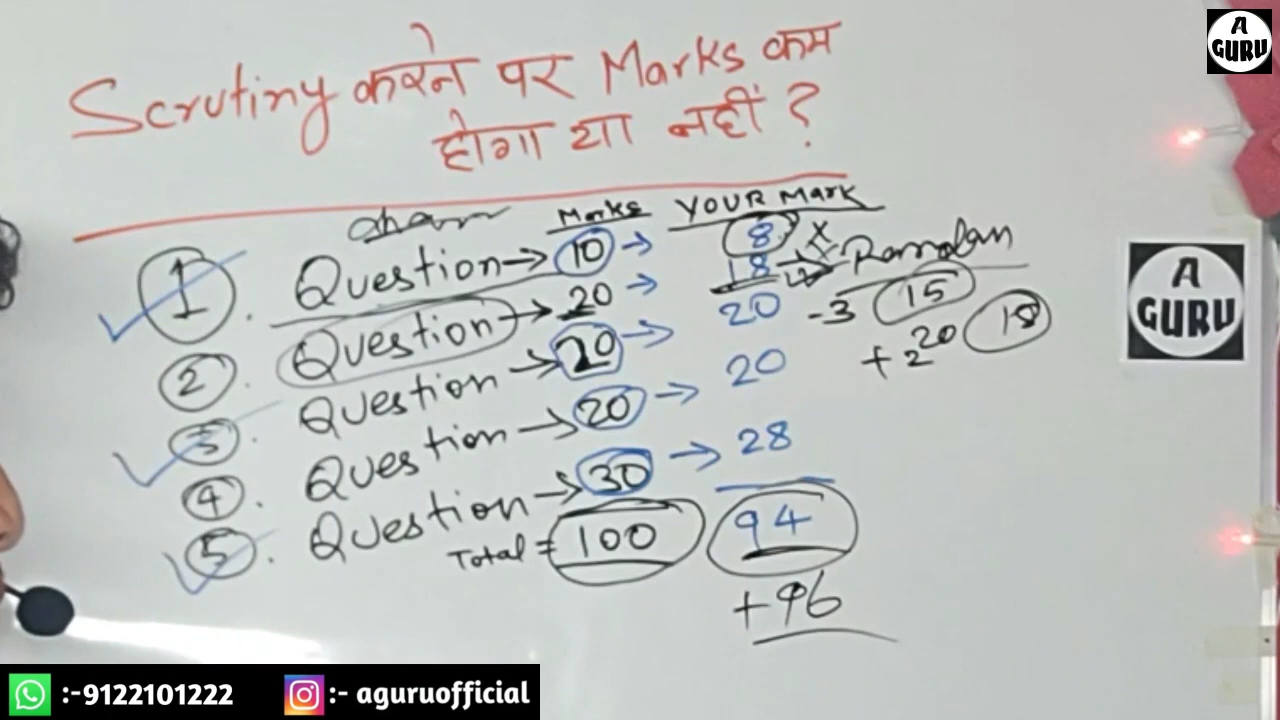 Scrutiny करने पर Marks कम
होगा या नहीं ?
Marks YOUR MARK
1. Question → 10 → 8 x
2. Question → 20 → 18 →
3. Question → 20 → 20 -3 15
4. Question → 20 → 20 + 2 20 18
5. Question → 30 → 28
Total = 100 94
+96
A
GURU
A
GURU
:-9122101222 :- aguruofficial